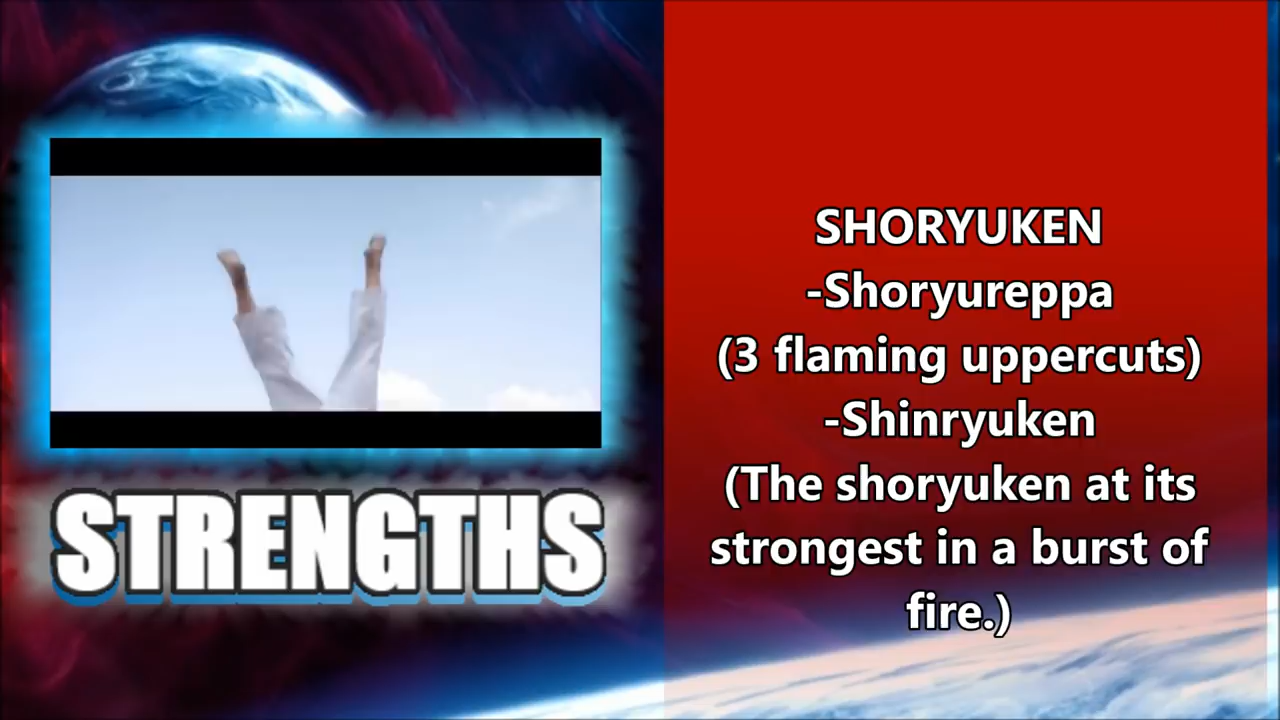 STRENGTHS
SHORYUKEN
-Shoryureppa
(3 flaming uppercuts)
-Shinryuken
(The shoryuken at its
strongest in a burst of
fire.)